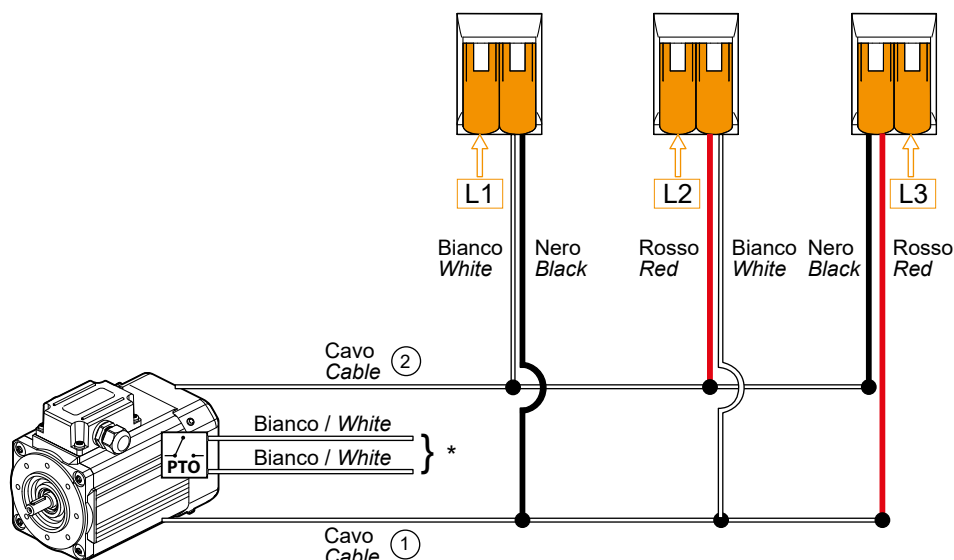 L1
L2
L3
Bianco
White
Nero
Black
Rosso
Red
Bianco
White
Nero
Black
Rosso
Red
Cavo
Cable 2
Bianco / White
PTO
Bianco / White
} *
Cavo
Cable 1